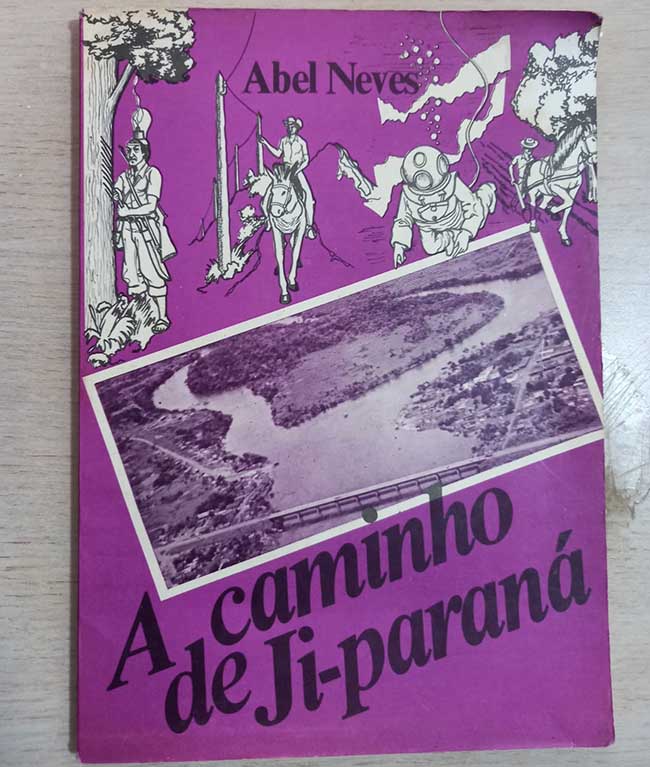 Abel Neves
A caminho
de Ji-paraná